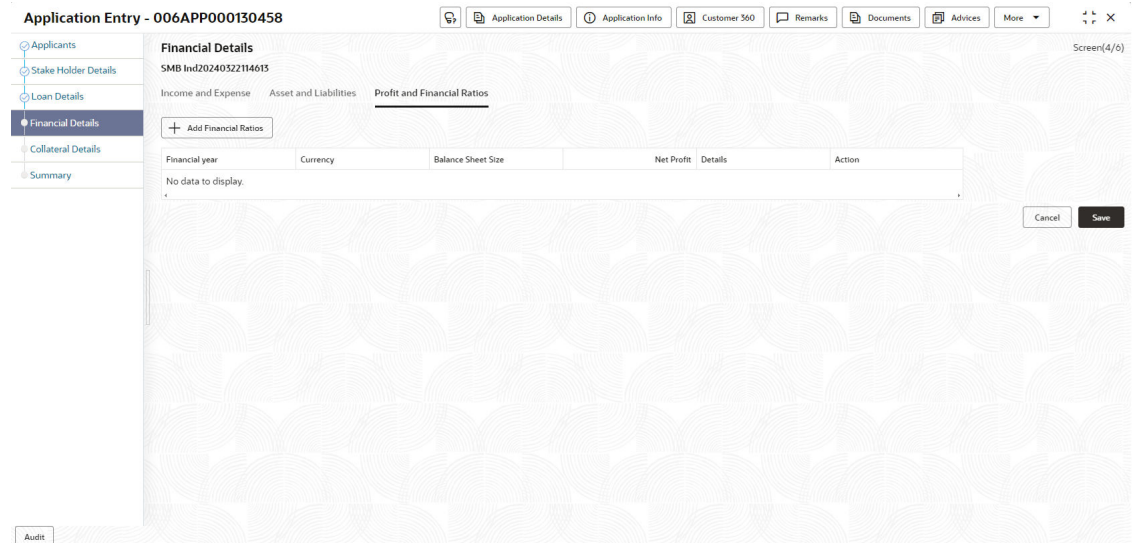 Application Entry - 006APP000130458
Application Details
Application Info
Customer 360
Remarks
Documents
Advices
More
Applicants
Stake Holder Details
Loan Details
Financial Details
Collateral Details
Summary
Financial Details
Screen(4/6)
SMB Ind20240322114613
Income and Expense Asset and Liabilities Profit and Financial Ratios
+ Add Financial Ratios
Financial year Currency Balance Sheet Size Net Profit Details Action
No data to display.
Cancel Save
Audit